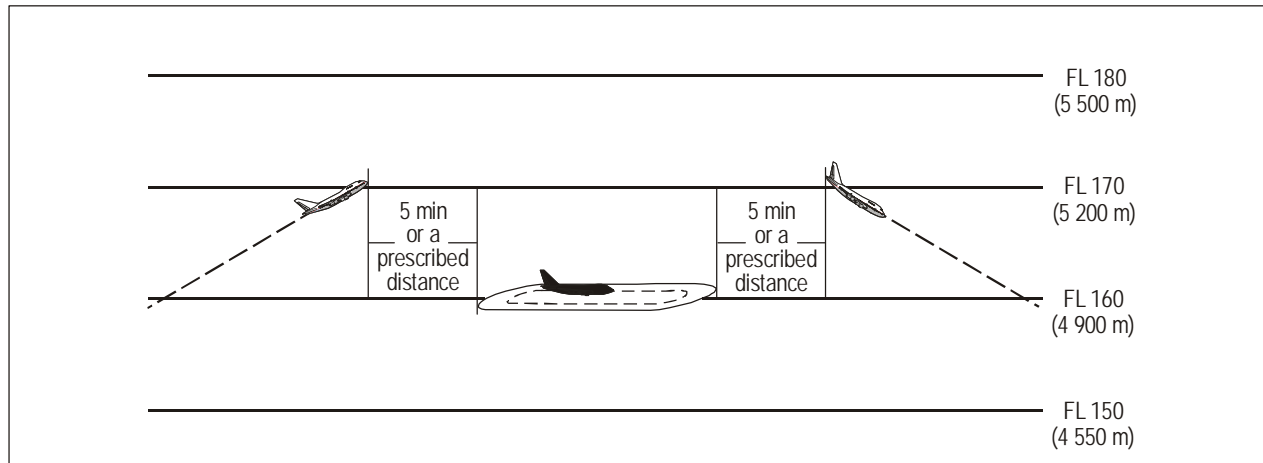 FL 180
(5 500 m)
FL 170
(5 200 m)
5 min
or a
prescribed
distance
5 min
or a
prescribed
distance
FL 160
(4 900 m)
FL 150
(4 550 m)